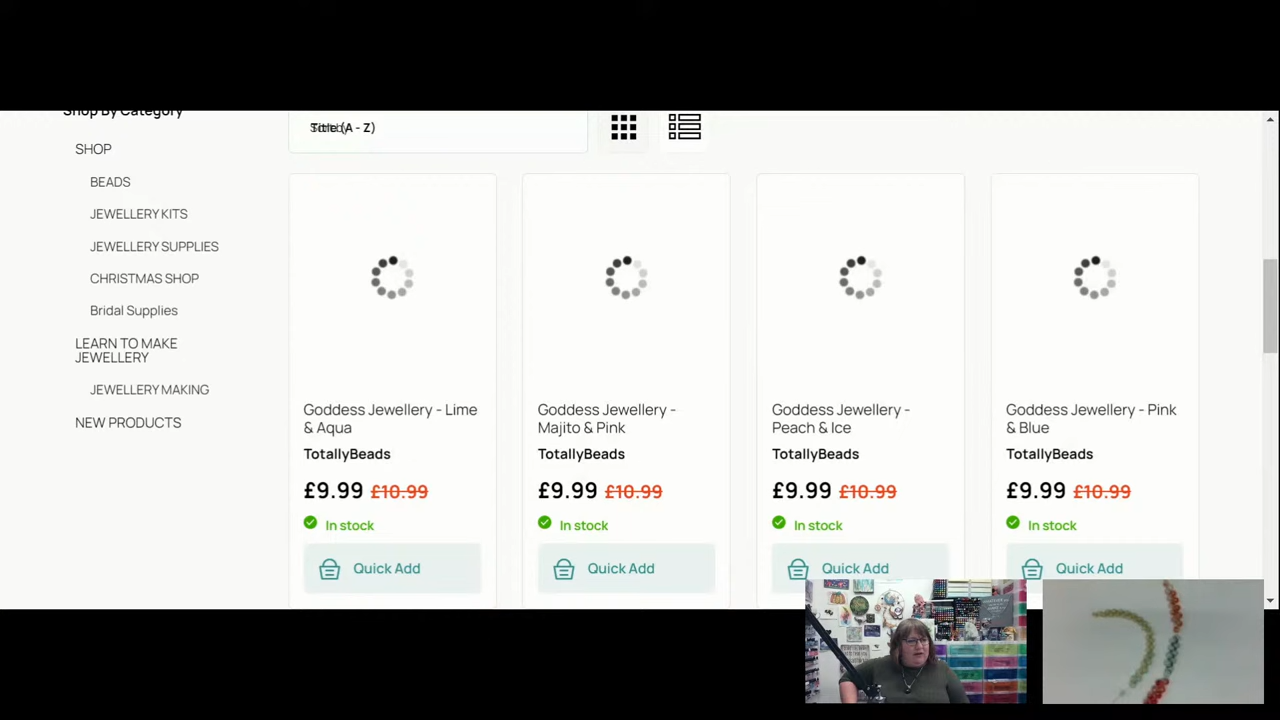 Shop By Category
Title (A - Z)
SHOP
BEADS
JEWELLERY KITS
JEWELLERY SUPPLIES
CHRISTMAS SHOP
Bridal Supplies
LEARN TO MAKE
JEWELLERY
JEWELLERY MAKING
NEW PRODUCTS
Goddess Jewellery - Lime
& Aqua
TotallyBeads
£9.99 £10.99
In stock
Quick Add
Goddess Jewellery -
Majito & Pink
TotallyBeads
£9.99 £10.99
In stock
Quick Add
Goddess Jewellery -
Peach & Ice
TotallyBeads
£9.99 £10.99
In stock
Quick Add
Goddess Jewellery - Pink
& Blue
TotallyBeads
£9.99 £10.99
In stock
Quick Add